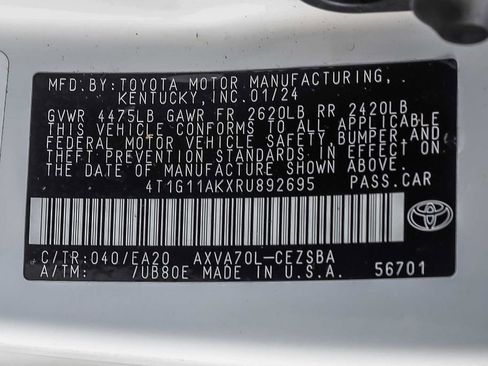 MFD.BY: TOYOTA MOTOR MANUFACTURING, .
KENTUCKY, INC.01/24
GVWR 4475LB GAWR FR 2620LB RR 2420LB
THIS VEHICLE CONFORMS TO ALL APPLICABLE
FEDERAL MOTOR VEHICLE SAFETY, BUMPER, AND
THEFT PREVENTION STANDARDS IN EFFECT ON
THE DATE OF MANUFACTURE SHOWN ABOVE.
4T1G11AKXRU892695 PASS.CAR
TOYOTA
C/TR:040/EA20 AXVA70L-CEZSBA
A/TM: /UB80E MADE IN U.S.A. 56701